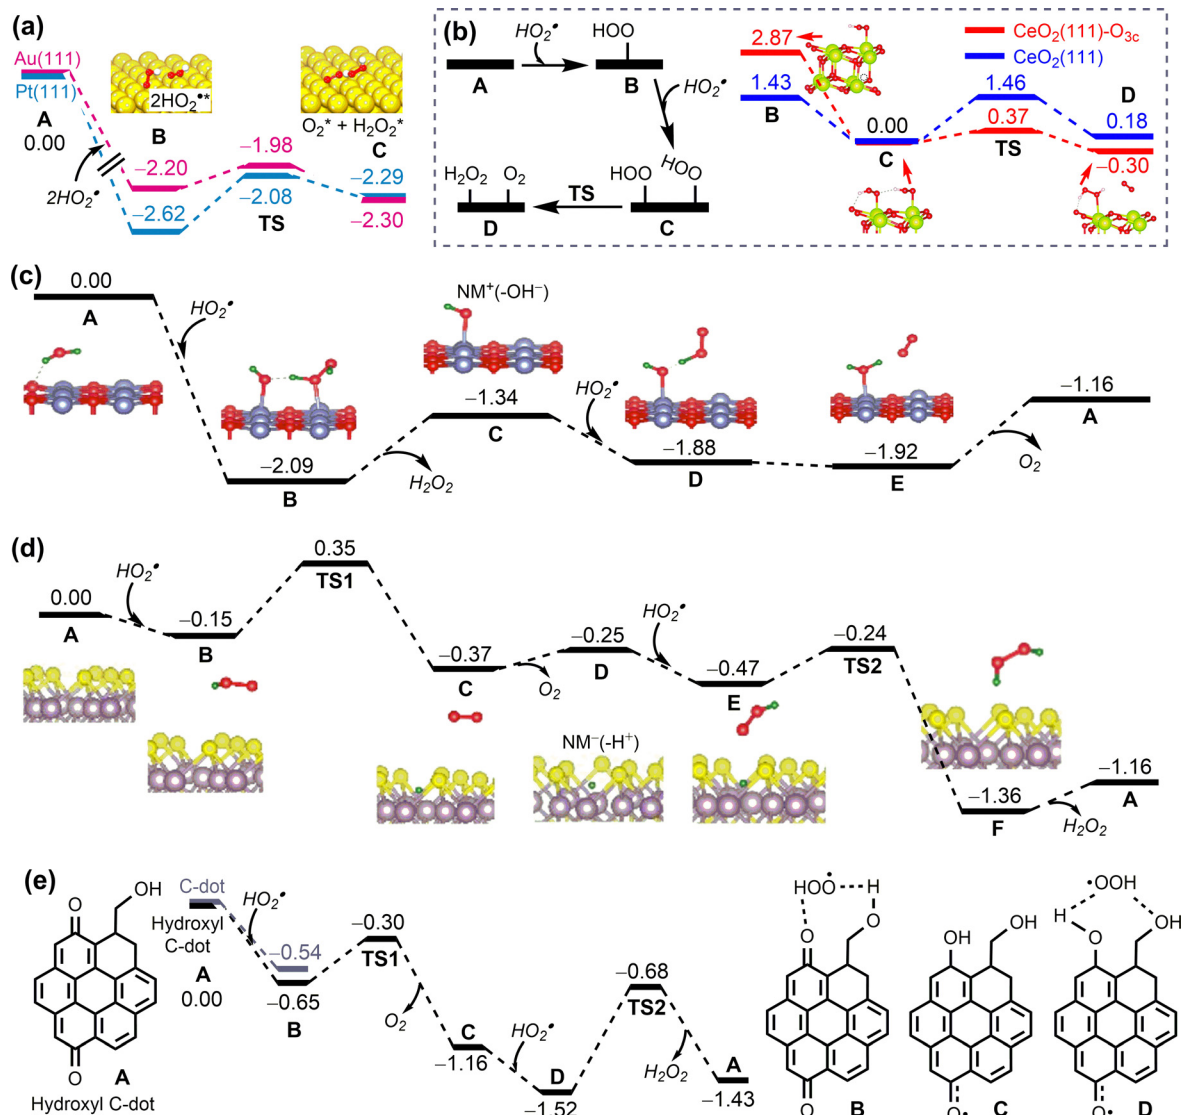 (a)
Au(111)
Pt(111)
A
0.00
2HO₂•
2HO₂•*
B
−2.20
−2.62
−1.98
−2.08
TS
O₂* + H₂O₂*
C
−2.29
−2.30
(b)
A
HO₂•
HOO
B
HO₂•
HOO
HOO
C
TS
H₂O₂
O₂
D
2.87
1.43
B
0.00
C
1.46
0.37
TS
D
0.18
−0.30
CeO₂(111)-O₃c
CeO₂(111)
(c)
0.00
A
HO₂•
−2.09
B
H₂O₂
NM⁺(-OH⁻)
−1.34
C
HO₂•
−1.88
D
−1.92
E
O₂
−1.16
A
(d)
0.00
A
HO₂•
−0.15
B
0.35
TS1
−0.37
C
O₂
−0.25
D
NM⁻(-H⁺)
HO₂•
−0.47
E
−0.24
TS2
−1.36
F
H₂O₂
−1.16
A
(e)
OH
O
O
A
Hydroxyl C-dot
C-dot
Hydroxyl
C-dot
A
0.00
HO₂•
−0.54
−0.65
B
−0.30
TS1
O₂
C
−1.16
HO₂•
D
−1.52
−0.68
TS2
H₂O₂
A
−1.43
HOO•
H
O
O
O
B
OH
OH
O•
C
•OOH
H
O
OH
O•
D